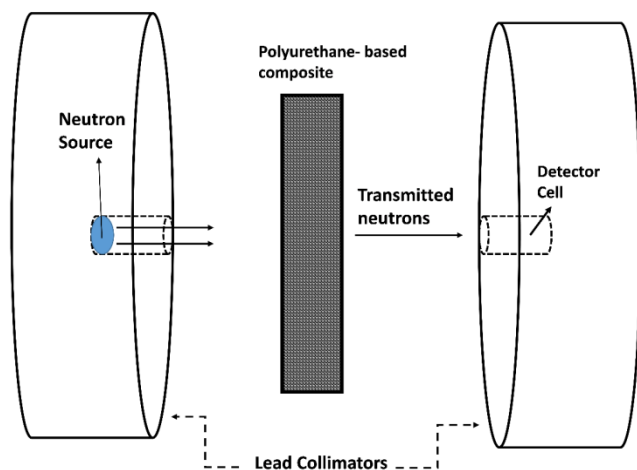 Polyurethane- based
composite
Neutron
Source
Detector
Cell
Transmitted
neutrons
Lead Collimators